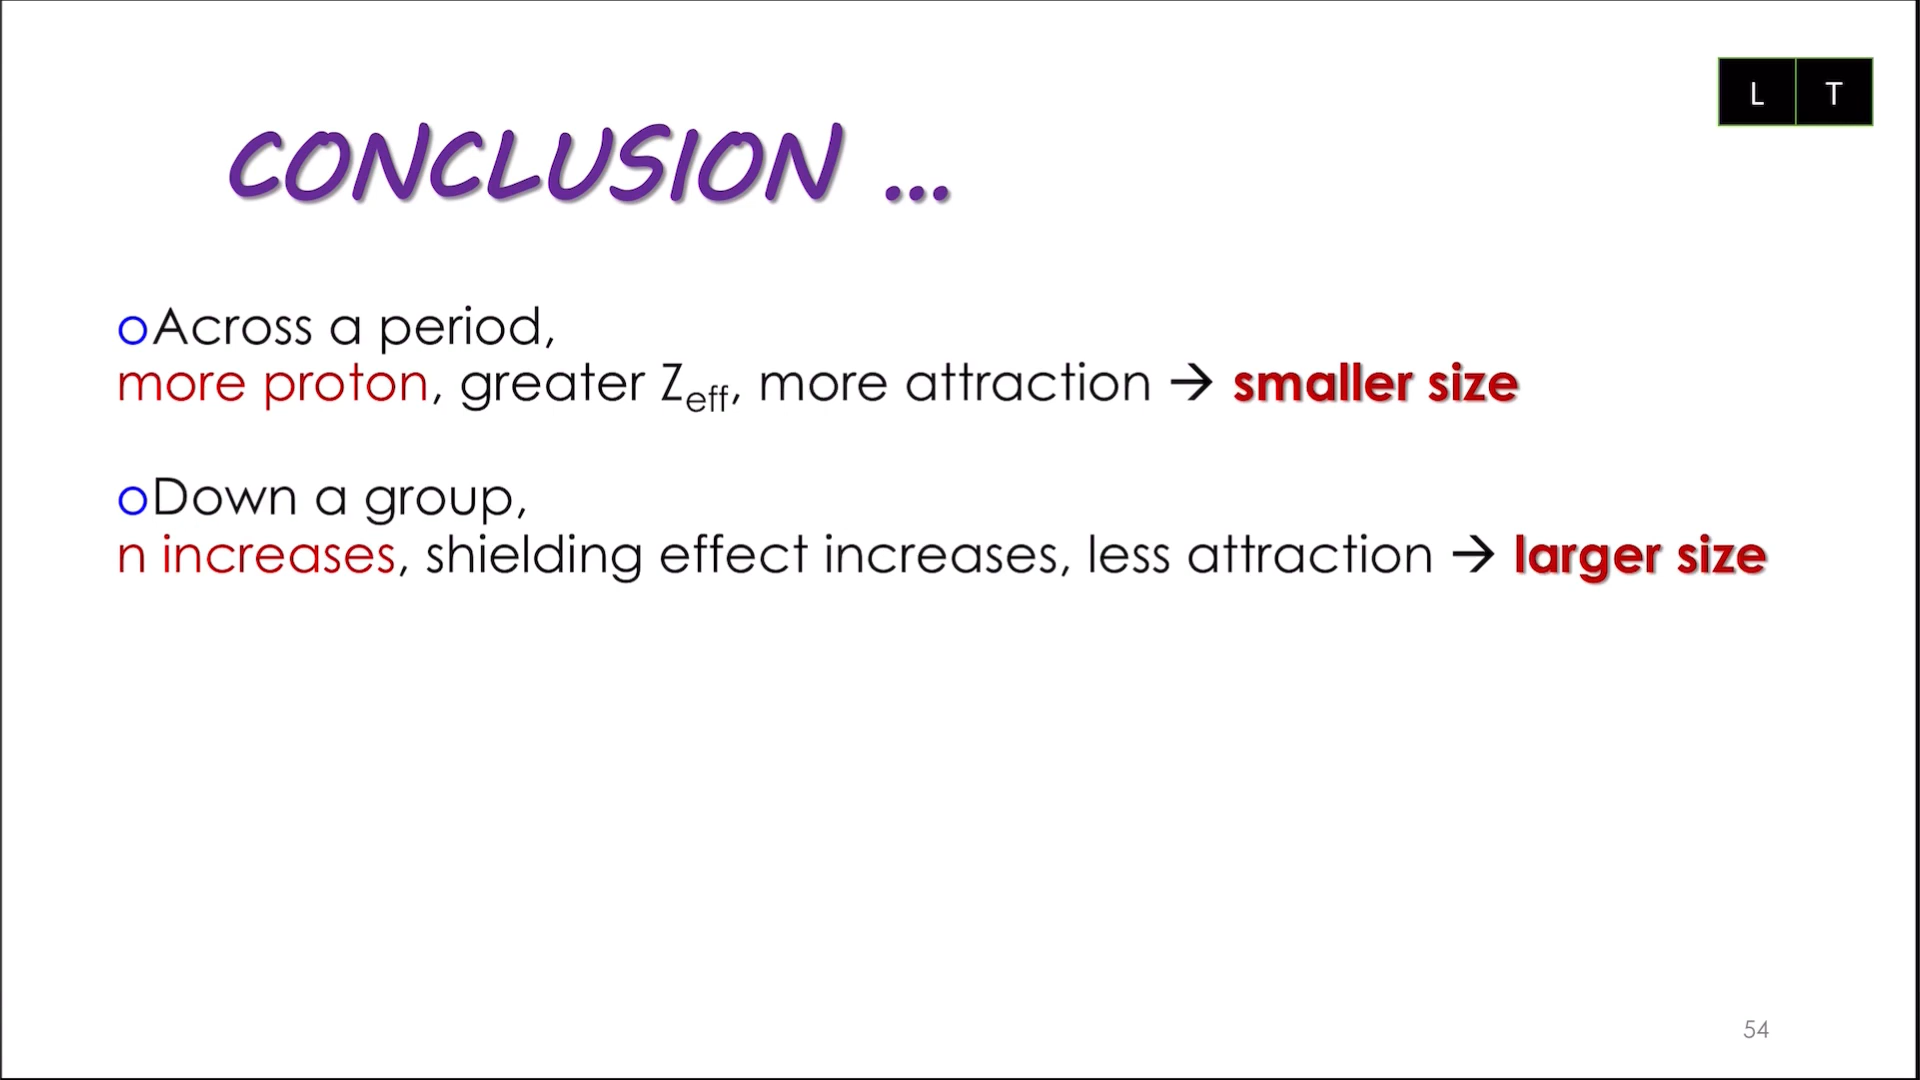 L T
CONCLUSION ...
oAcross a period,
more proton, greater Zeff, more attraction → smaller size
oDown a group,
n increases, shielding effect increases, less attraction → larger size
54